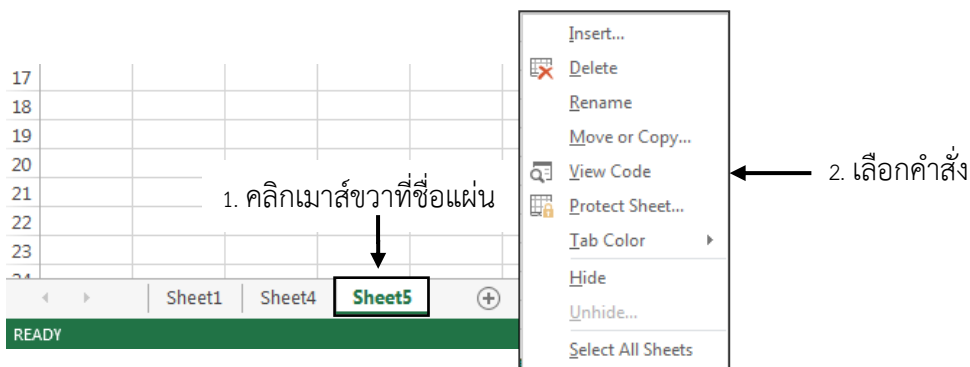 17
18
19
20
21
22
23
1. คลิกเมาส์ขวาที่ชื่อแผ่น
Sheet1 Sheet4 Sheet5
READY
Insert...
Delete
Rename
Move or Copy...
View Code
Protect Sheet...
Tab Color
Hide
Unhide...
Select All Sheets
2. เลือกคำสั่ง